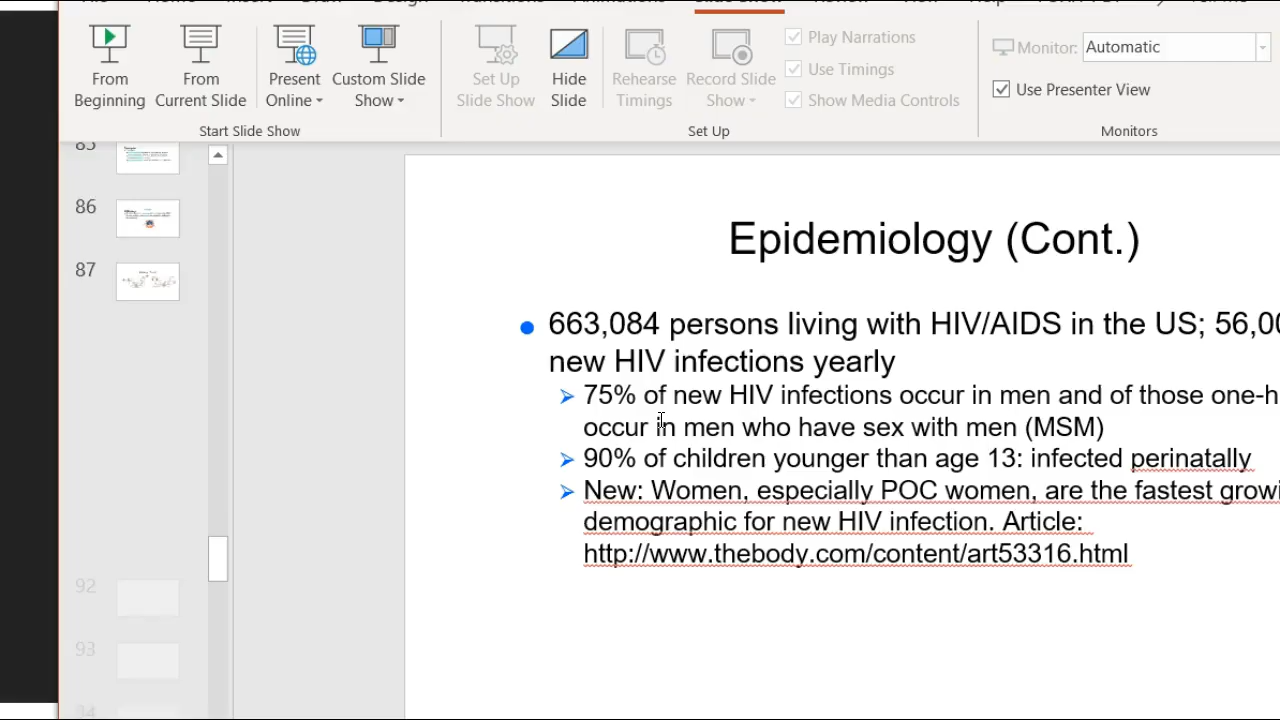 Play Narrations
Monitor: Automatic
From
From
Present
Custom Slide
Set Up
Hide
Rehearse
Record Slide
Use Timings
Use Presenter View
Beginning
Current Slide
Online
Show
Slide Show
Slide
Timings
Show
Show Media Controls
Start Slide Show
Set Up
Monitors
85
86
87
92
93
Epidemiology (Cont.)
663,084 persons living with HIV/AIDS in the US;
new HIV infections yearly
75% of new HIV infections occur in men and of those
occur in men who have sex with men (MSM)
90% of children younger than age 13: infected perinatally
New: Women, especially POC women, are the fastest
demographic for new HIV infection. Article:
http://www.thebody.com/content/art53316.html